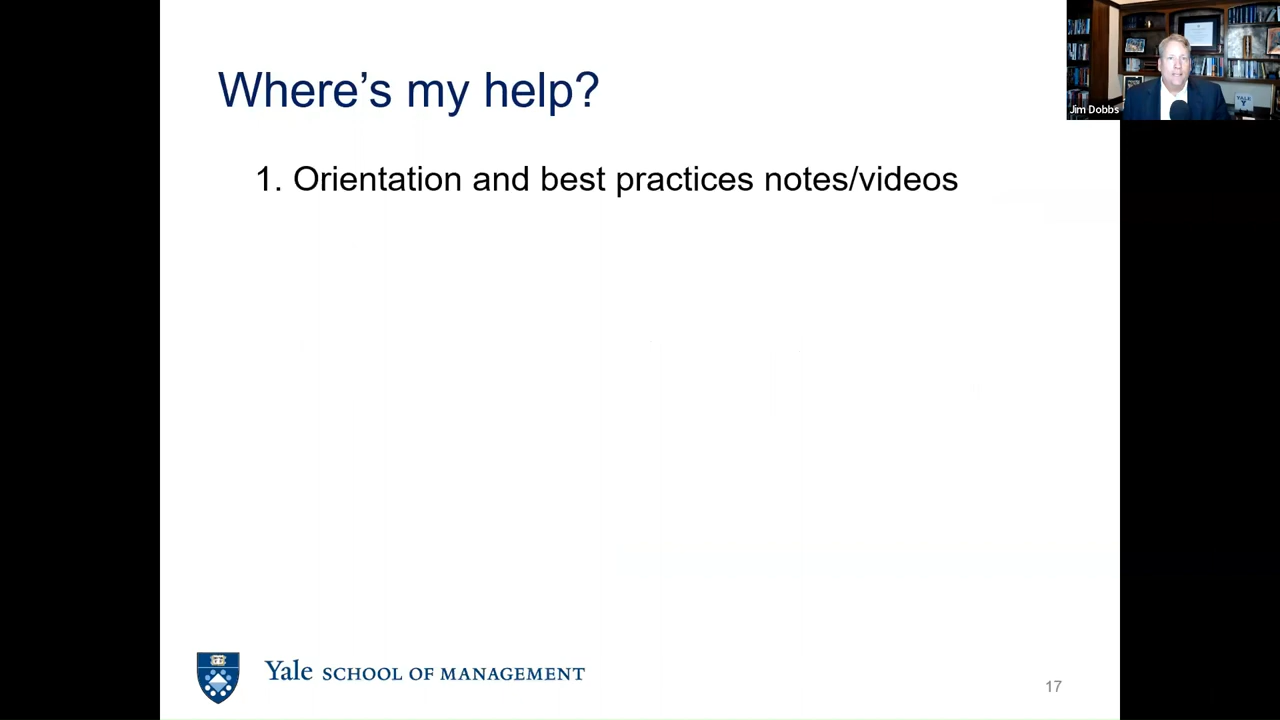 Where's my help?
Jim Dobbs
1. Orientation and best practices notes/videos
Yale SCHOOL OF MANAGEMENT
17